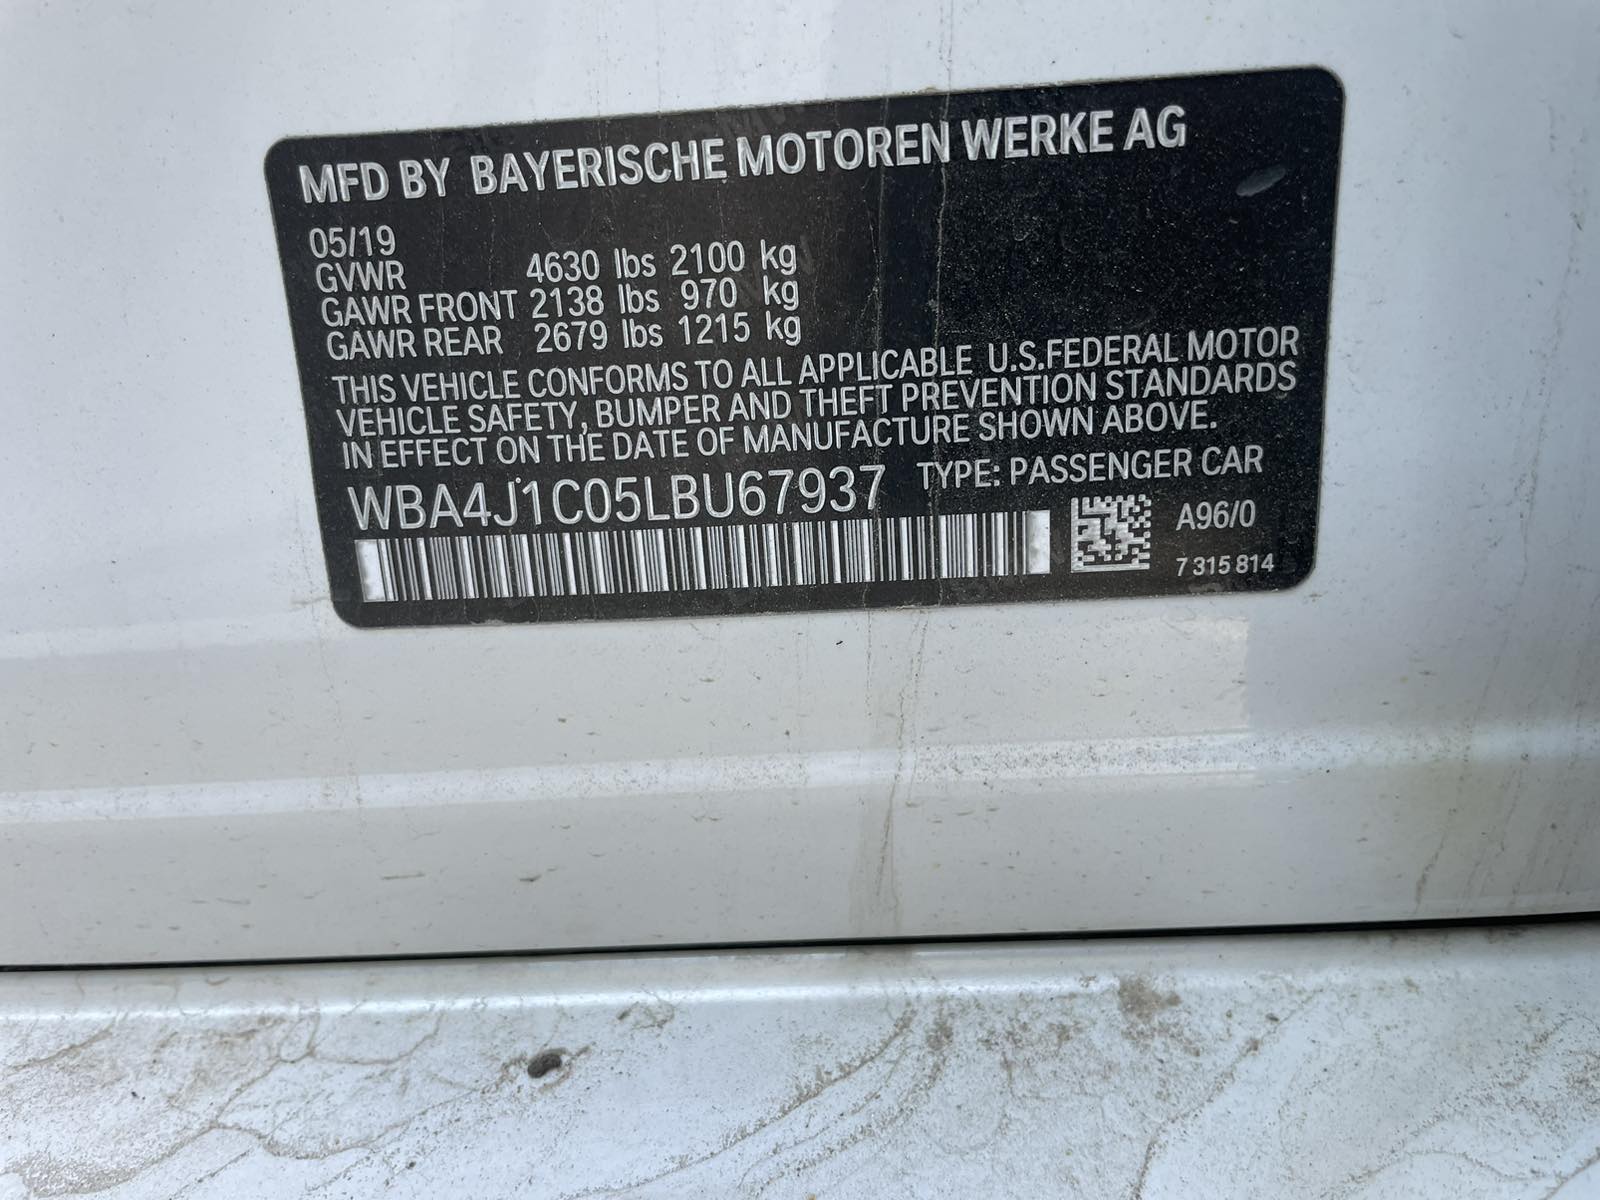 MFD BY BAYERISCHE MOTOREN WERKE AG
05/19
GVWR 4630 lbs 2100 kg
GAWR FRONT 2138 lbs 970 kg
GAWR REAR 2679 lbs 1215 kg
THIS VEHICLE CONFORMS TO ALL APPLICABLE U.S.FEDERAL MOTOR
VEHICLE SAFETY, BUMPER AND THEFT PREVENTION STANDARDS
IN EFFECT ON THE DATE OF MANUFACTURE SHOWN ABOVE.
WBA4J1C05LBU67937 TYPE: PASSENGER CAR
A96/0
7 315 814